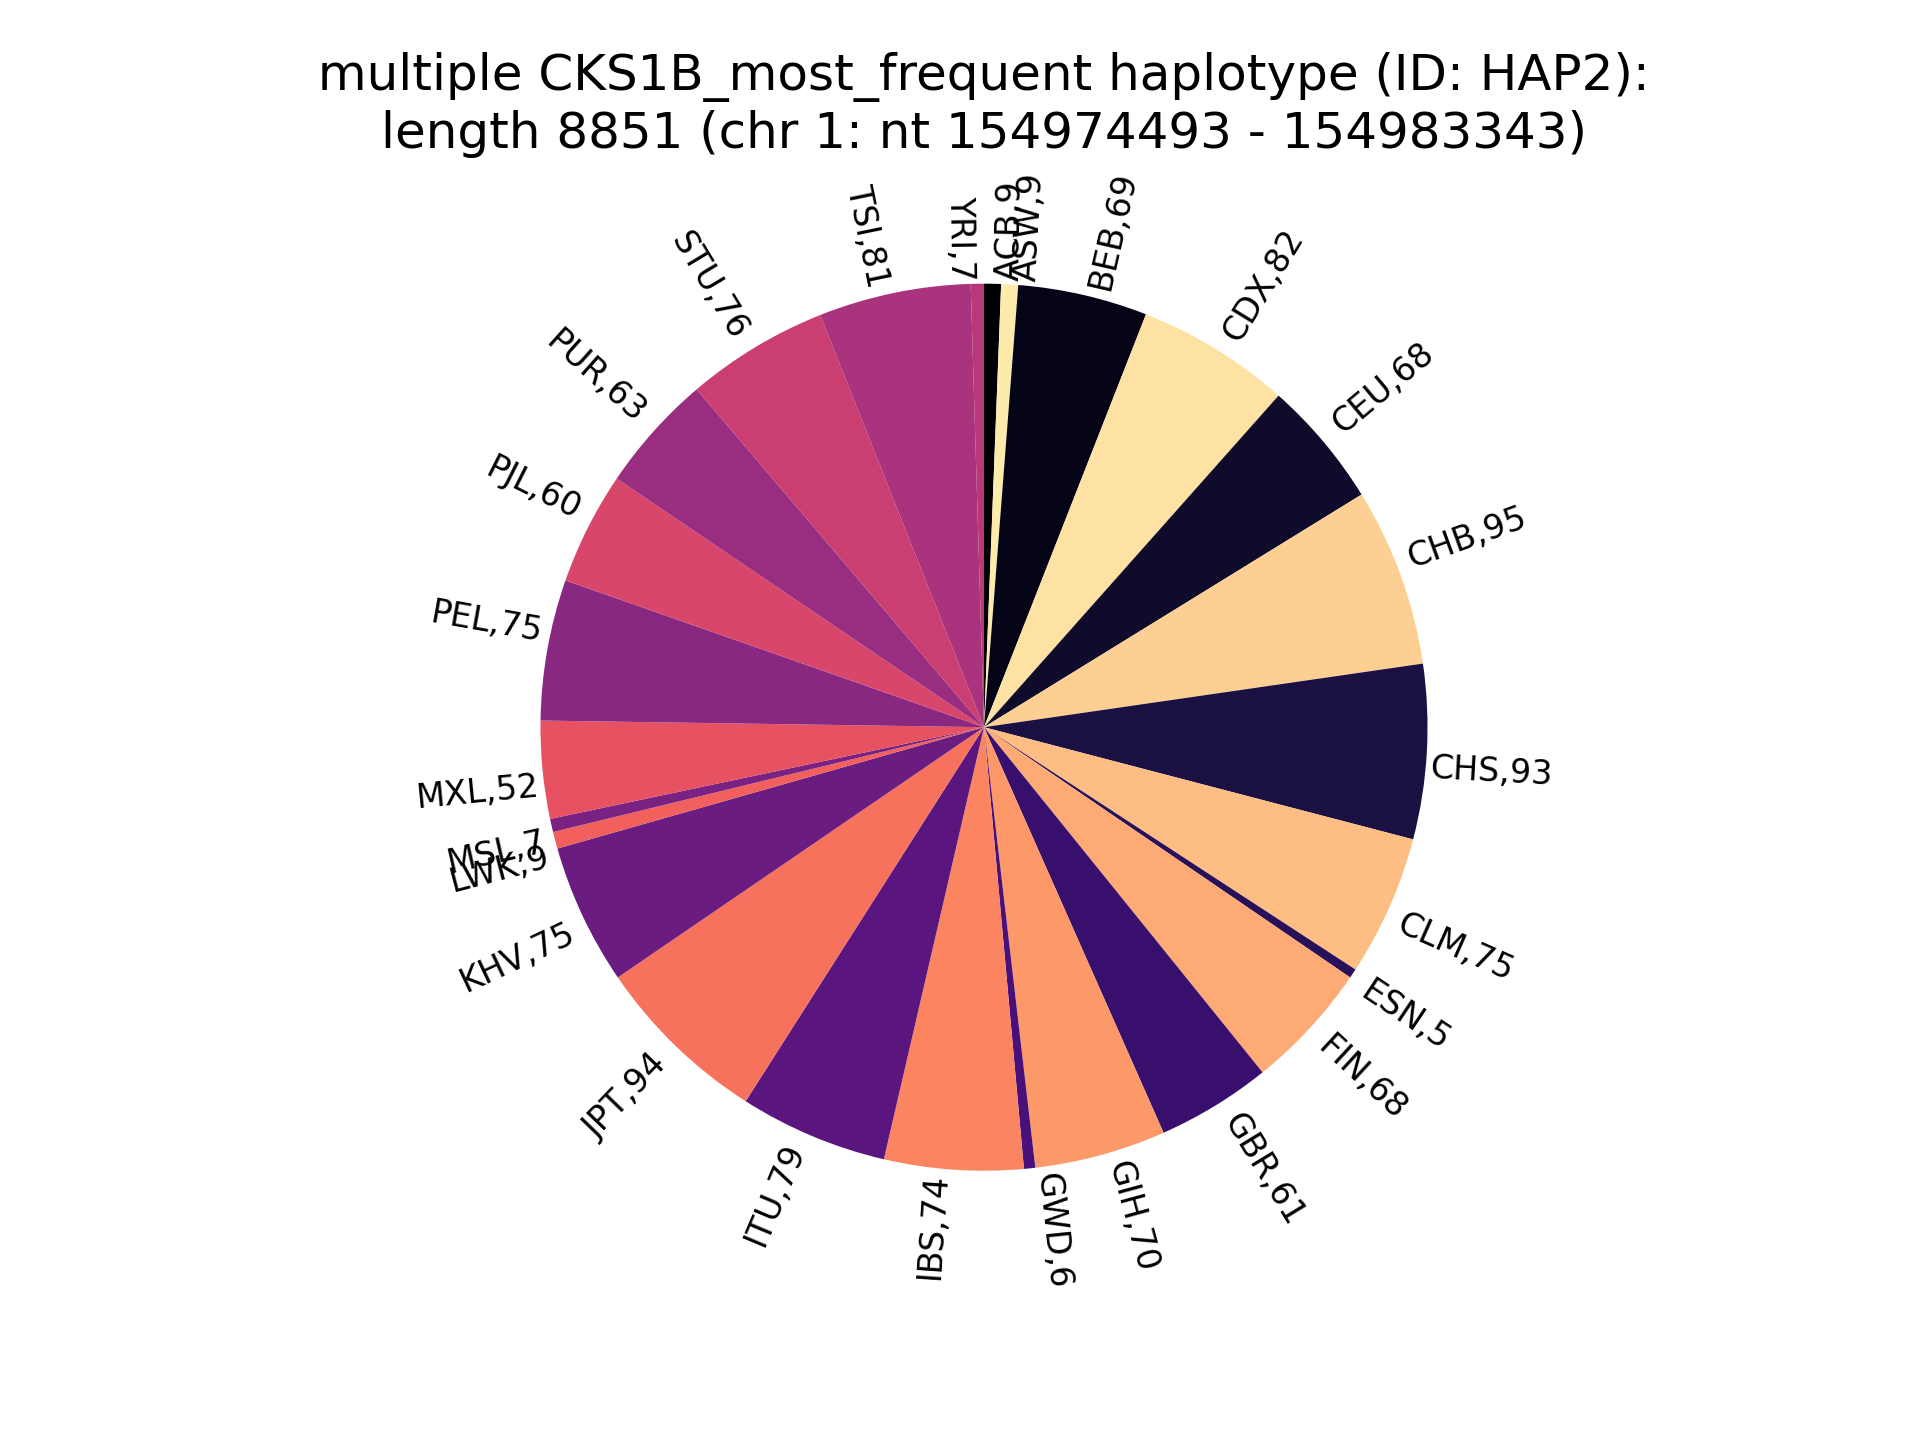 multiple CKS1B_most_frequent haplotype (ID: HAP2):
length 8851 (chr 1: nt 154974493 - 154983343)
ACB,9
ASW,9
BEB,69
CDX,82
CEU,68
CHB,95
CHS,93
CLM,75
ESN,5
FIN,68
GBR,61
GIH,70
GWD,6
IBS,74
ITU,79
JPT,94
KHV,75
LWK,9
MSL,7
MXL,52
PEL,75
PJL,60
PUR,63
STU,76
TSI,81
YRI,7